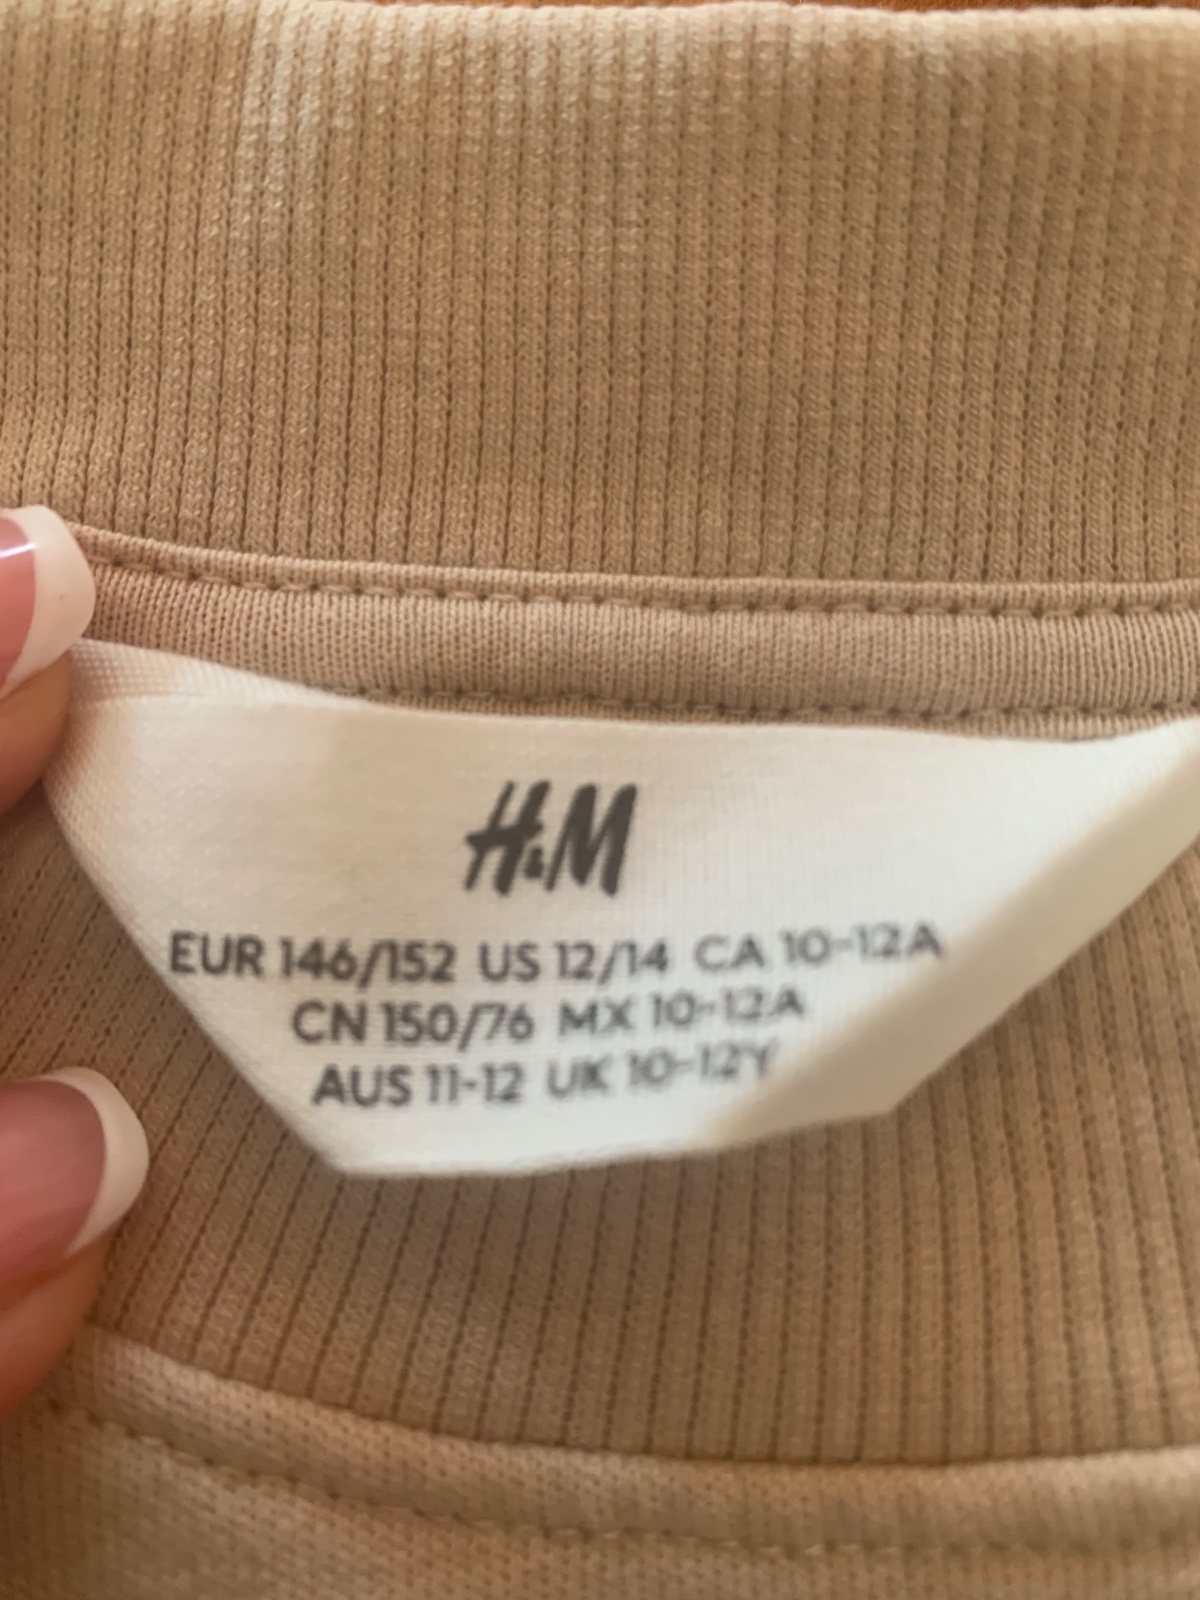 H&M
EUR 146/152 US 12/14 CA 10-12A
CN 150/76 MX 10-12A
AUS 11-12 UK 10-12Y